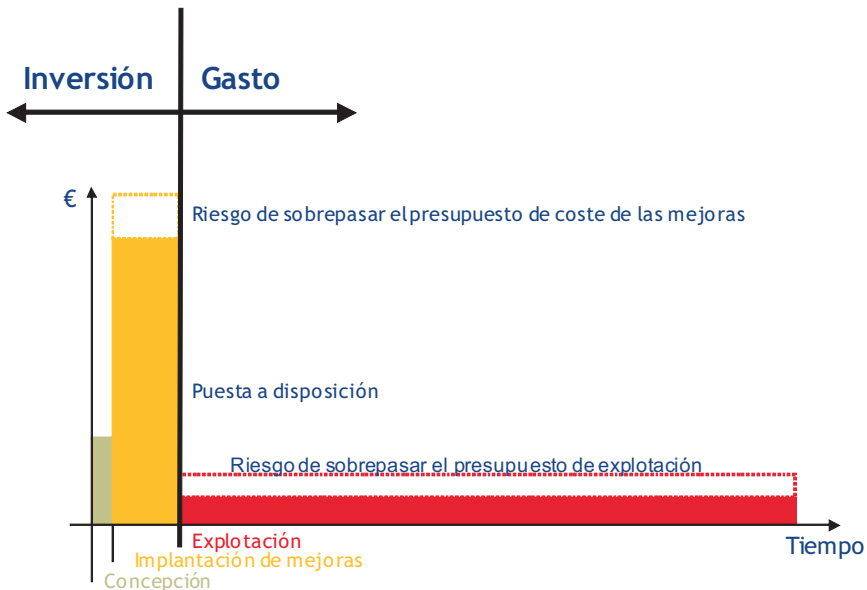 Inversión
Gasto
€
Riesgo de sobrepasar el presupuesto de coste de las mejoras
Puesta a disposición
Riesgo de sobrepasar el presupuesto de explotación
Explotación
Tiempo
Implantación de mejoras
Concepción